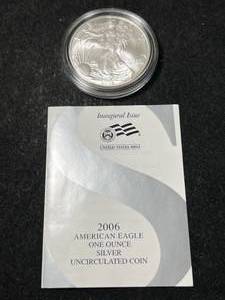 Inaugural Issue
UNITED STATES MINT
2006
AMERICAN EAGLE
ONE OUNCE
SILVER
UNCIRCULATED COIN